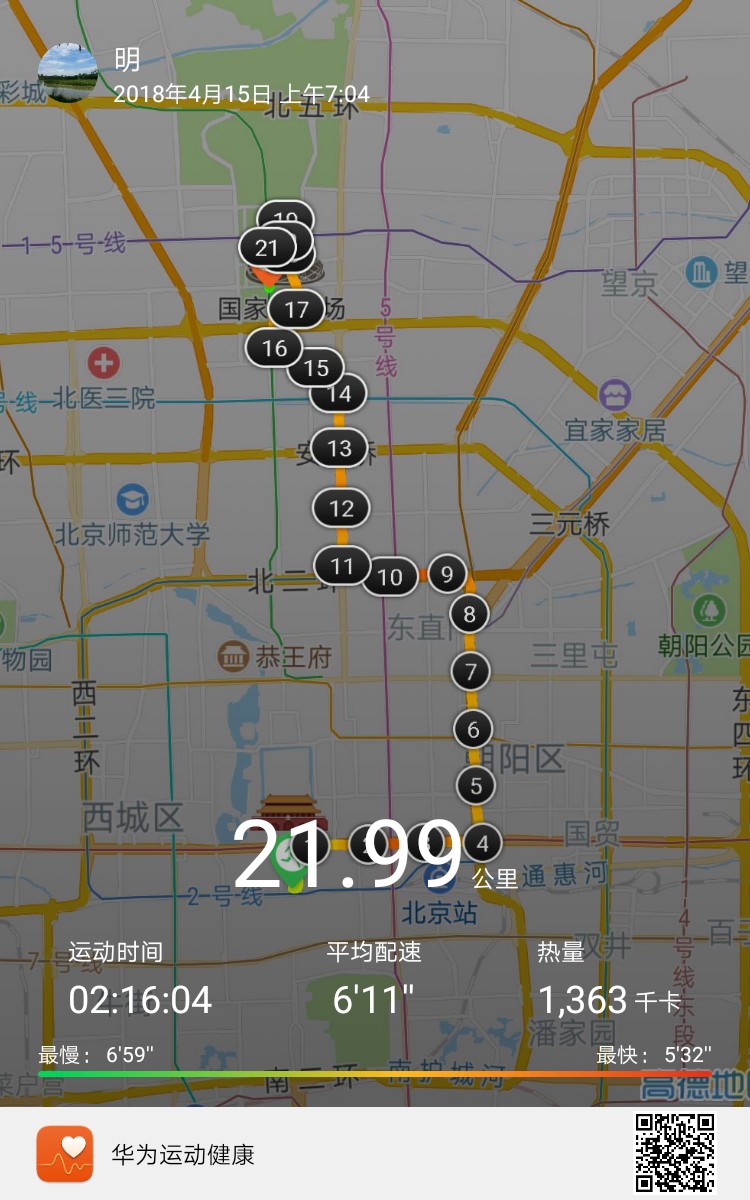 明
2018年4月15日 上午7:04
彩城
北五环
15号线
19
21
望京
望
国家
场
17
5号线
16
15
14
号线
北医三院
宜家家居
13
环
安
桥
12
北京师范大学
三元桥
11
10
9
北二环
8
东直门
朝阳公园
物园
恭王府
三里屯
7
西二环
东四环
6
朝阳区
5
西城区
国贸
1
2
3
4
21.99 公里
2号线
通惠河
北京站
14号线东段
百
7号线
双井
运动时间
平均配速
热量
02:16:04
6'11"
1,363 千卡
潘家园
最慢: 6'59"
最快: 5'32"
菜户营
南二环
南护城河
高德地
华为运动健康